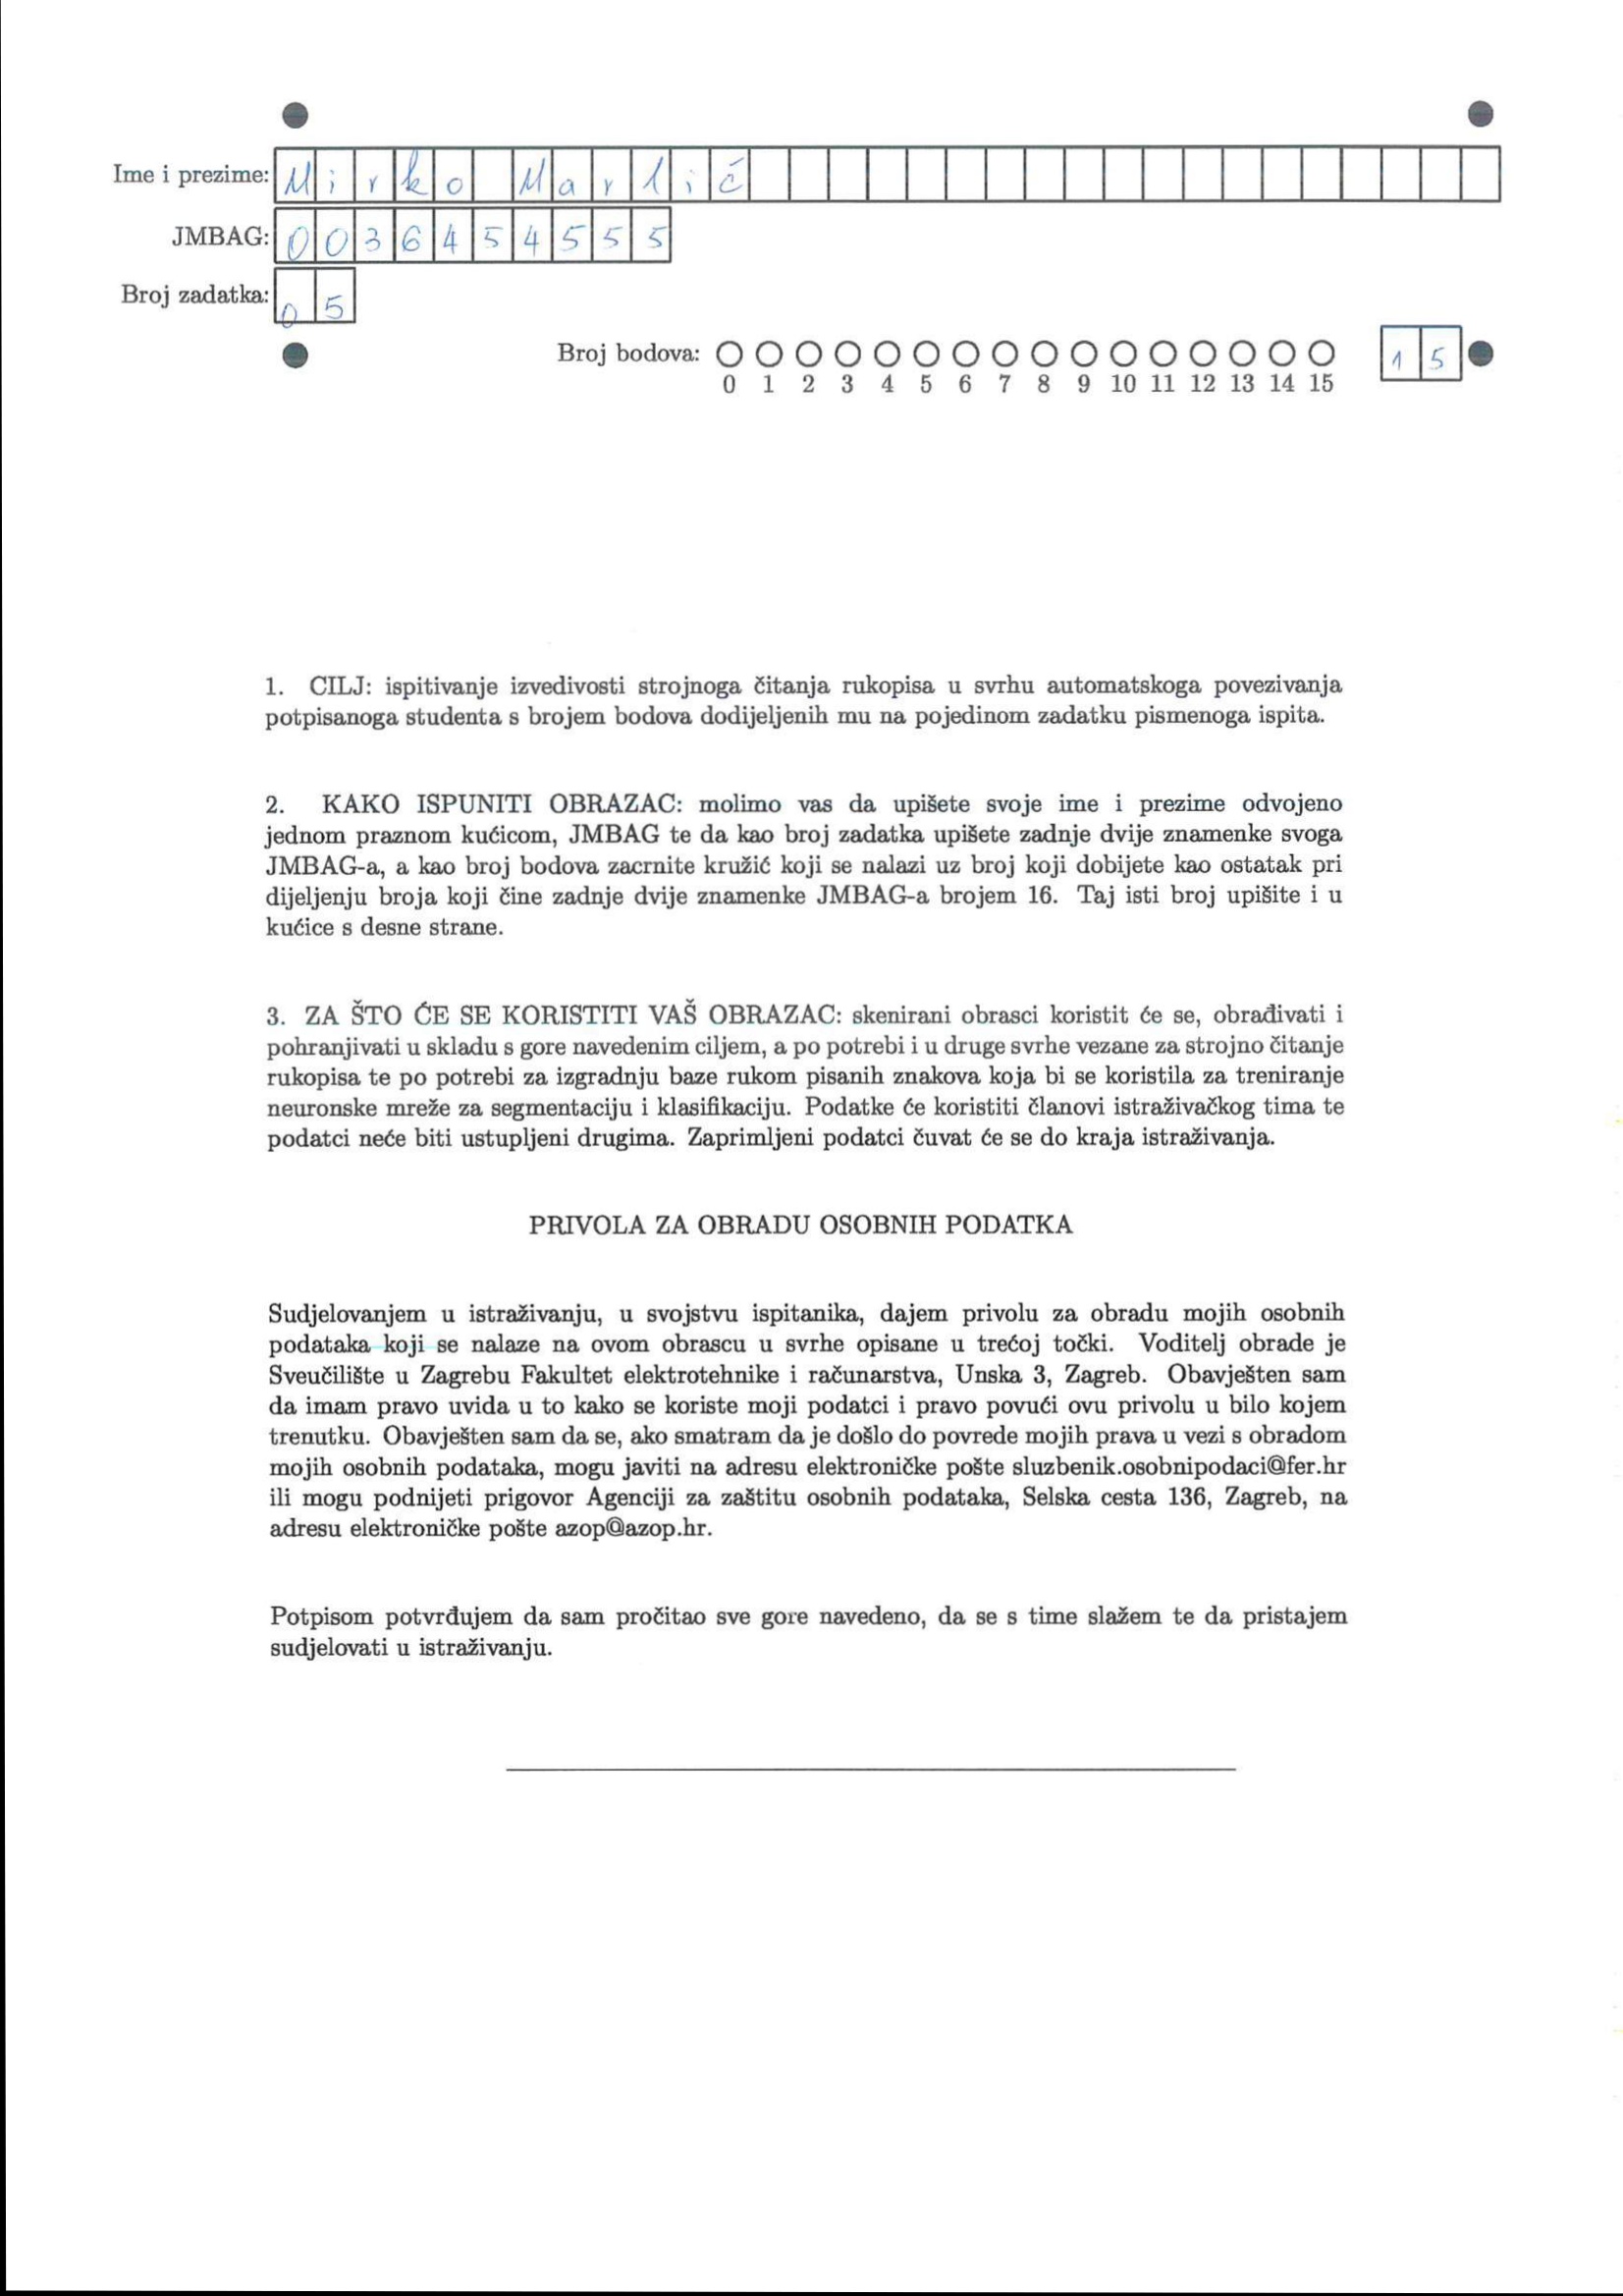 Ime i prezime: Mirko Marlić
JMBAG: 0036454555
Broj zadatka: 05
Broj bodova: 15
0 1 2 3 4 5 6 7 8 9 10 11 12 13 14 15
1. CILJ: ispitivanje izvedivosti strojnoga čitanja rukopisa u svrhu automatskoga povezivanja
potpisanoga studenta s brojem bodova dodijeljenih mu na pojedinom zadatku pismenoga ispita.
2. KAKO ISPUNITI OBRAZAC: molimo vas da upišete svoje ime i prezime odvojeno
jednom praznom kućicom, JMBAG te da kao broj zadatka upišete zadnje dvije znamenke svoga
JMBAG-a, a kao broj bodova zacrnite kružić koji se nalazi uz broj koji dobijete kao ostatak pri
dijeljenju broja koji čine zadnje dvije znamenke JMBAG-a brojem 16. Taj isti broj upišite i u
kućice s desne strane.
3. ZA ŠTO ĆE SE KORISTITI VAŠ OBRAZAC: skenirani obrasci koristit će se, obrađivati i
pohranjivati u skladu s gore navedenim ciljem, a po potrebi i u druge svrhe vezane za strojno čitanje
rukopisa te po potrebi za izgradnju baze rukom pisanih znakova koja bi se koristila za treniranje
neuronske mreže za segmentaciju i klasifikaciju. Podatke će koristiti članovi istraživačkog tima te
podatci neće biti ustupljeni drugima. Zaprimljeni podatci čuvat će se do kraja istraživanja.
PRIVOLA ZA OBRADU OSOBNIH PODATKA
Sudjelovanjem u istraživanju, u svojstvu ispitanika, dajem privolu za obradu mojih osobnih
podataka koji se nalaze na ovom obrascu u svrhe opisane u trećoj točki. Voditelj obrade je
Sveučilište u Zagrebu Fakultet elektrotehnike i računarstva, Unska 3, Zagreb. Obavješten sam
da imam pravo uvida u to kako se koriste moji podatci i pravo povući ovu privolu u bilo kojem
trenutku. Obavješten sam da se, ako smatram da je došlo do povrede mojih prava u vezi s obradom
mojih osobnih podataka, mogu javiti na adresu elektroničke pošte sluzbenik.osobnipodaci@fer.hr
ili mogu podnijeti prigovor Agenciji za zaštitu osobnih podataka, Selska cesta 136, Zagreb, na
adresu elektroničke pošte azop@azop.hr.
Potpisom potvrđujem da sam pročitao sve gore navedeno, da se s time slažem te da pristajem
sudjelovati u istraživanju.